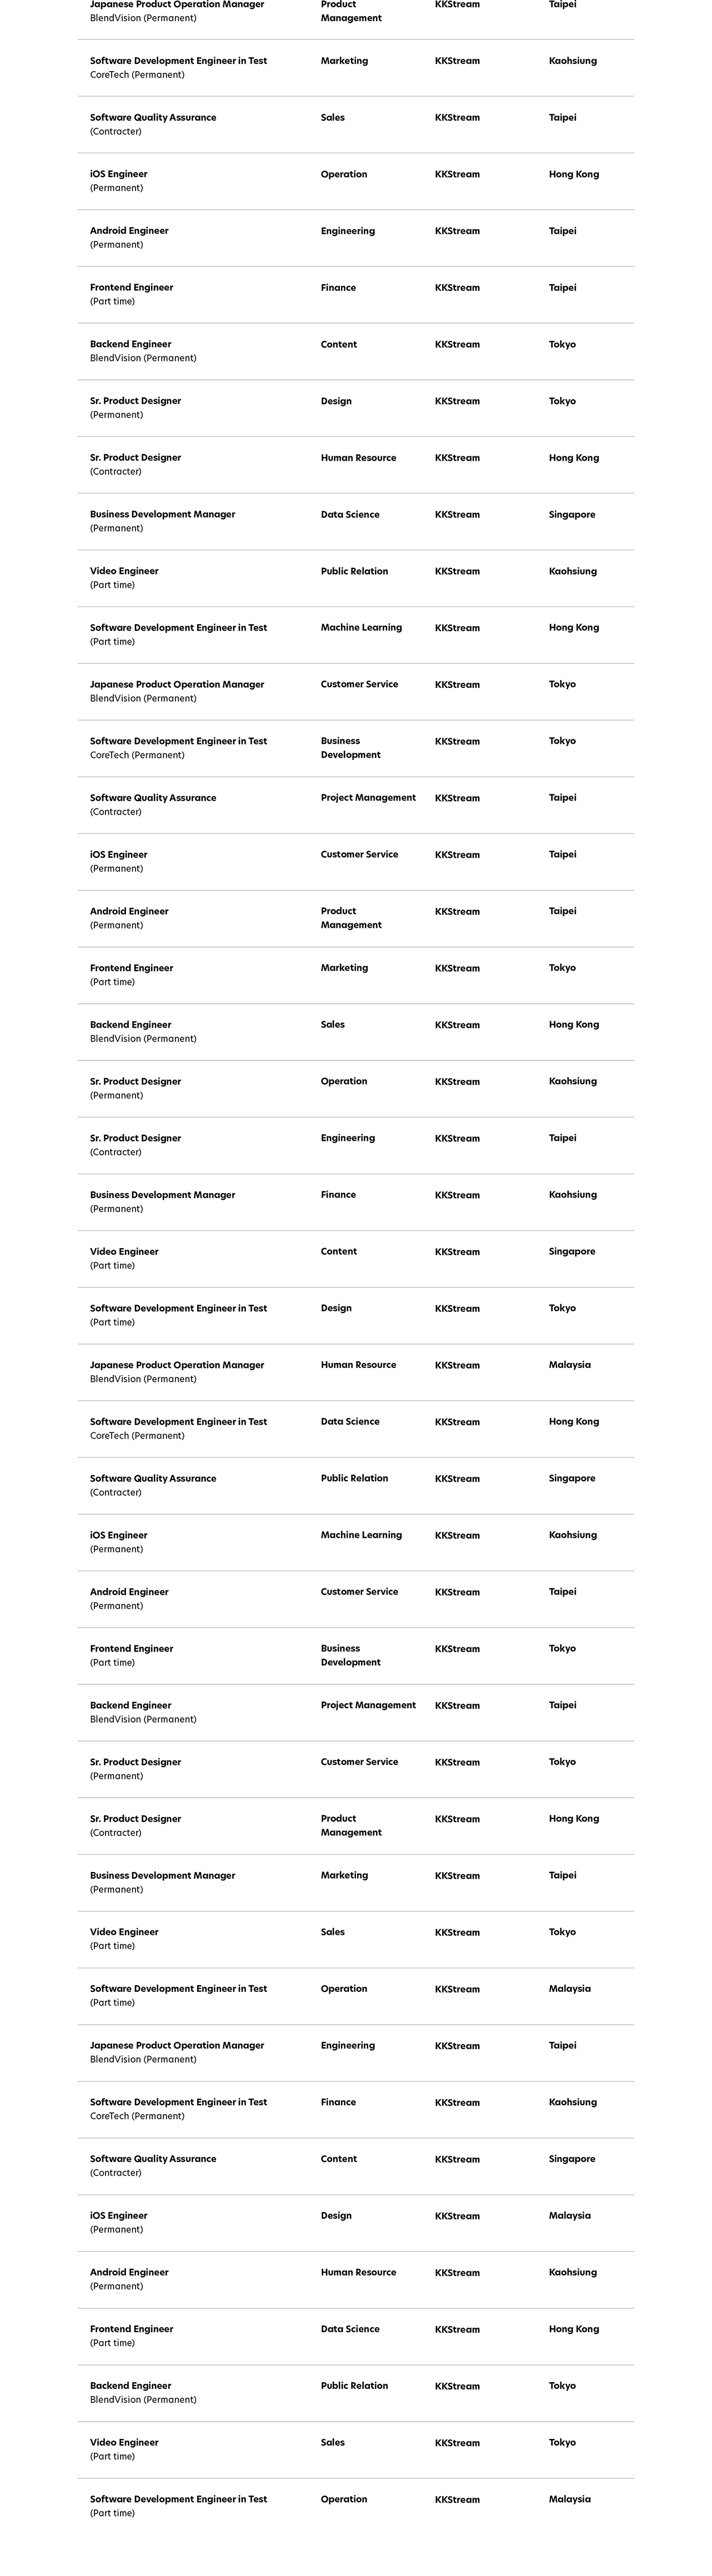 Japanese Product Operation Manager Product KKStream Taipei
BlendVision (Permanent) Management
Software Development Engineer in Test Marketing KKStream Kaohsiung
CoreTech (Permanent)
Software Quality Assurance Sales KKStream Taipei
(Contracter)
iOS Engineer Operation KKStream Hong Kong
(Permanent)
Android Engineer Engineering KKStream Taipei
(Permanent)
Frontend Engineer Finance KKStream Taipei
(Part time)
Backend Engineer Content KKStream Tokyo
BlendVision (Permanent)
Sr. Product Designer Design KKStream Tokyo
(Permanent)
Sr. Product Designer Human Resource KKStream Hong Kong
(Contracter)
Business Development Manager Data Science KKStream Singapore
(Permanent)
Video Engineer Public Relation KKStream Kaohsiung
(Part time)
Software Development Engineer in Test Machine Learning KKStream Hong Kong
(Part time)
Japanese Product Operation Manager Customer Service KKStream Tokyo
BlendVision (Permanent)
Software Development Engineer in Test Business KKStream Tokyo
CoreTech (Permanent) Development
Software Quality Assurance Project Management KKStream Taipei
(Contracter)
iOS Engineer Customer Service KKStream Taipei
(Permanent)
Android Engineer Product KKStream Taipei
(Permanent) Management
Frontend Engineer Marketing KKStream Tokyo
(Part time)
Backend Engineer Sales KKStream Hong Kong
BlendVision (Permanent)
Sr. Product Designer Operation KKStream Kaohsiung
(Permanent)
Sr. Product Designer Engineering KKStream Taipei
(Contracter)
Business Development Manager Finance KKStream Kaohsiung
(Permanent)
Video Engineer Content KKStream Singapore
(Part time)
Software Development Engineer in Test Design KKStream Tokyo
(Part time)
Japanese Product Operation Manager Human Resource KKStream Malaysia
BlendVision (Permanent)
Software Development Engineer in Test Data Science KKStream Hong Kong
CoreTech (Permanent)
Software Quality Assurance Public Relation KKStream Singapore
(Contracter)
iOS Engineer Machine Learning KKStream Kaohsiung
(Permanent)
Android Engineer Customer Service KKStream Taipei
(Permanent)
Frontend Engineer Business KKStream Tokyo
(Part time) Development
Backend Engineer Project Management KKStream Taipei
BlendVision (Permanent)
Sr. Product Designer Customer Service KKStream Tokyo
(Permanent)
Sr. Product Designer Product KKStream Hong Kong
(Contracter) Management
Business Development Manager Marketing KKStream Taipei
(Permanent)
Video Engineer Sales KKStream Tokyo
(Part time)
Software Development Engineer in Test Operation KKStream Malaysia
(Part time)
Japanese Product Operation Manager Engineering KKStream Taipei
BlendVision (Permanent)
Software Development Engineer in Test Finance KKStream Kaohsiung
CoreTech (Permanent)
Software Quality Assurance Content KKStream Singapore
(Contracter)
iOS Engineer Design KKStream Malaysia
(Permanent)
Android Engineer Human Resource KKStream Kaohsiung
(Permanent)
Frontend Engineer Data Science KKStream Hong Kong
(Part time)
Backend Engineer Public Relation KKStream Tokyo
BlendVision (Permanent)
Video Engineer Sales KKStream Tokyo
(Part time)
Software Development Engineer in Test Operation KKStream Malaysia
(Part time)